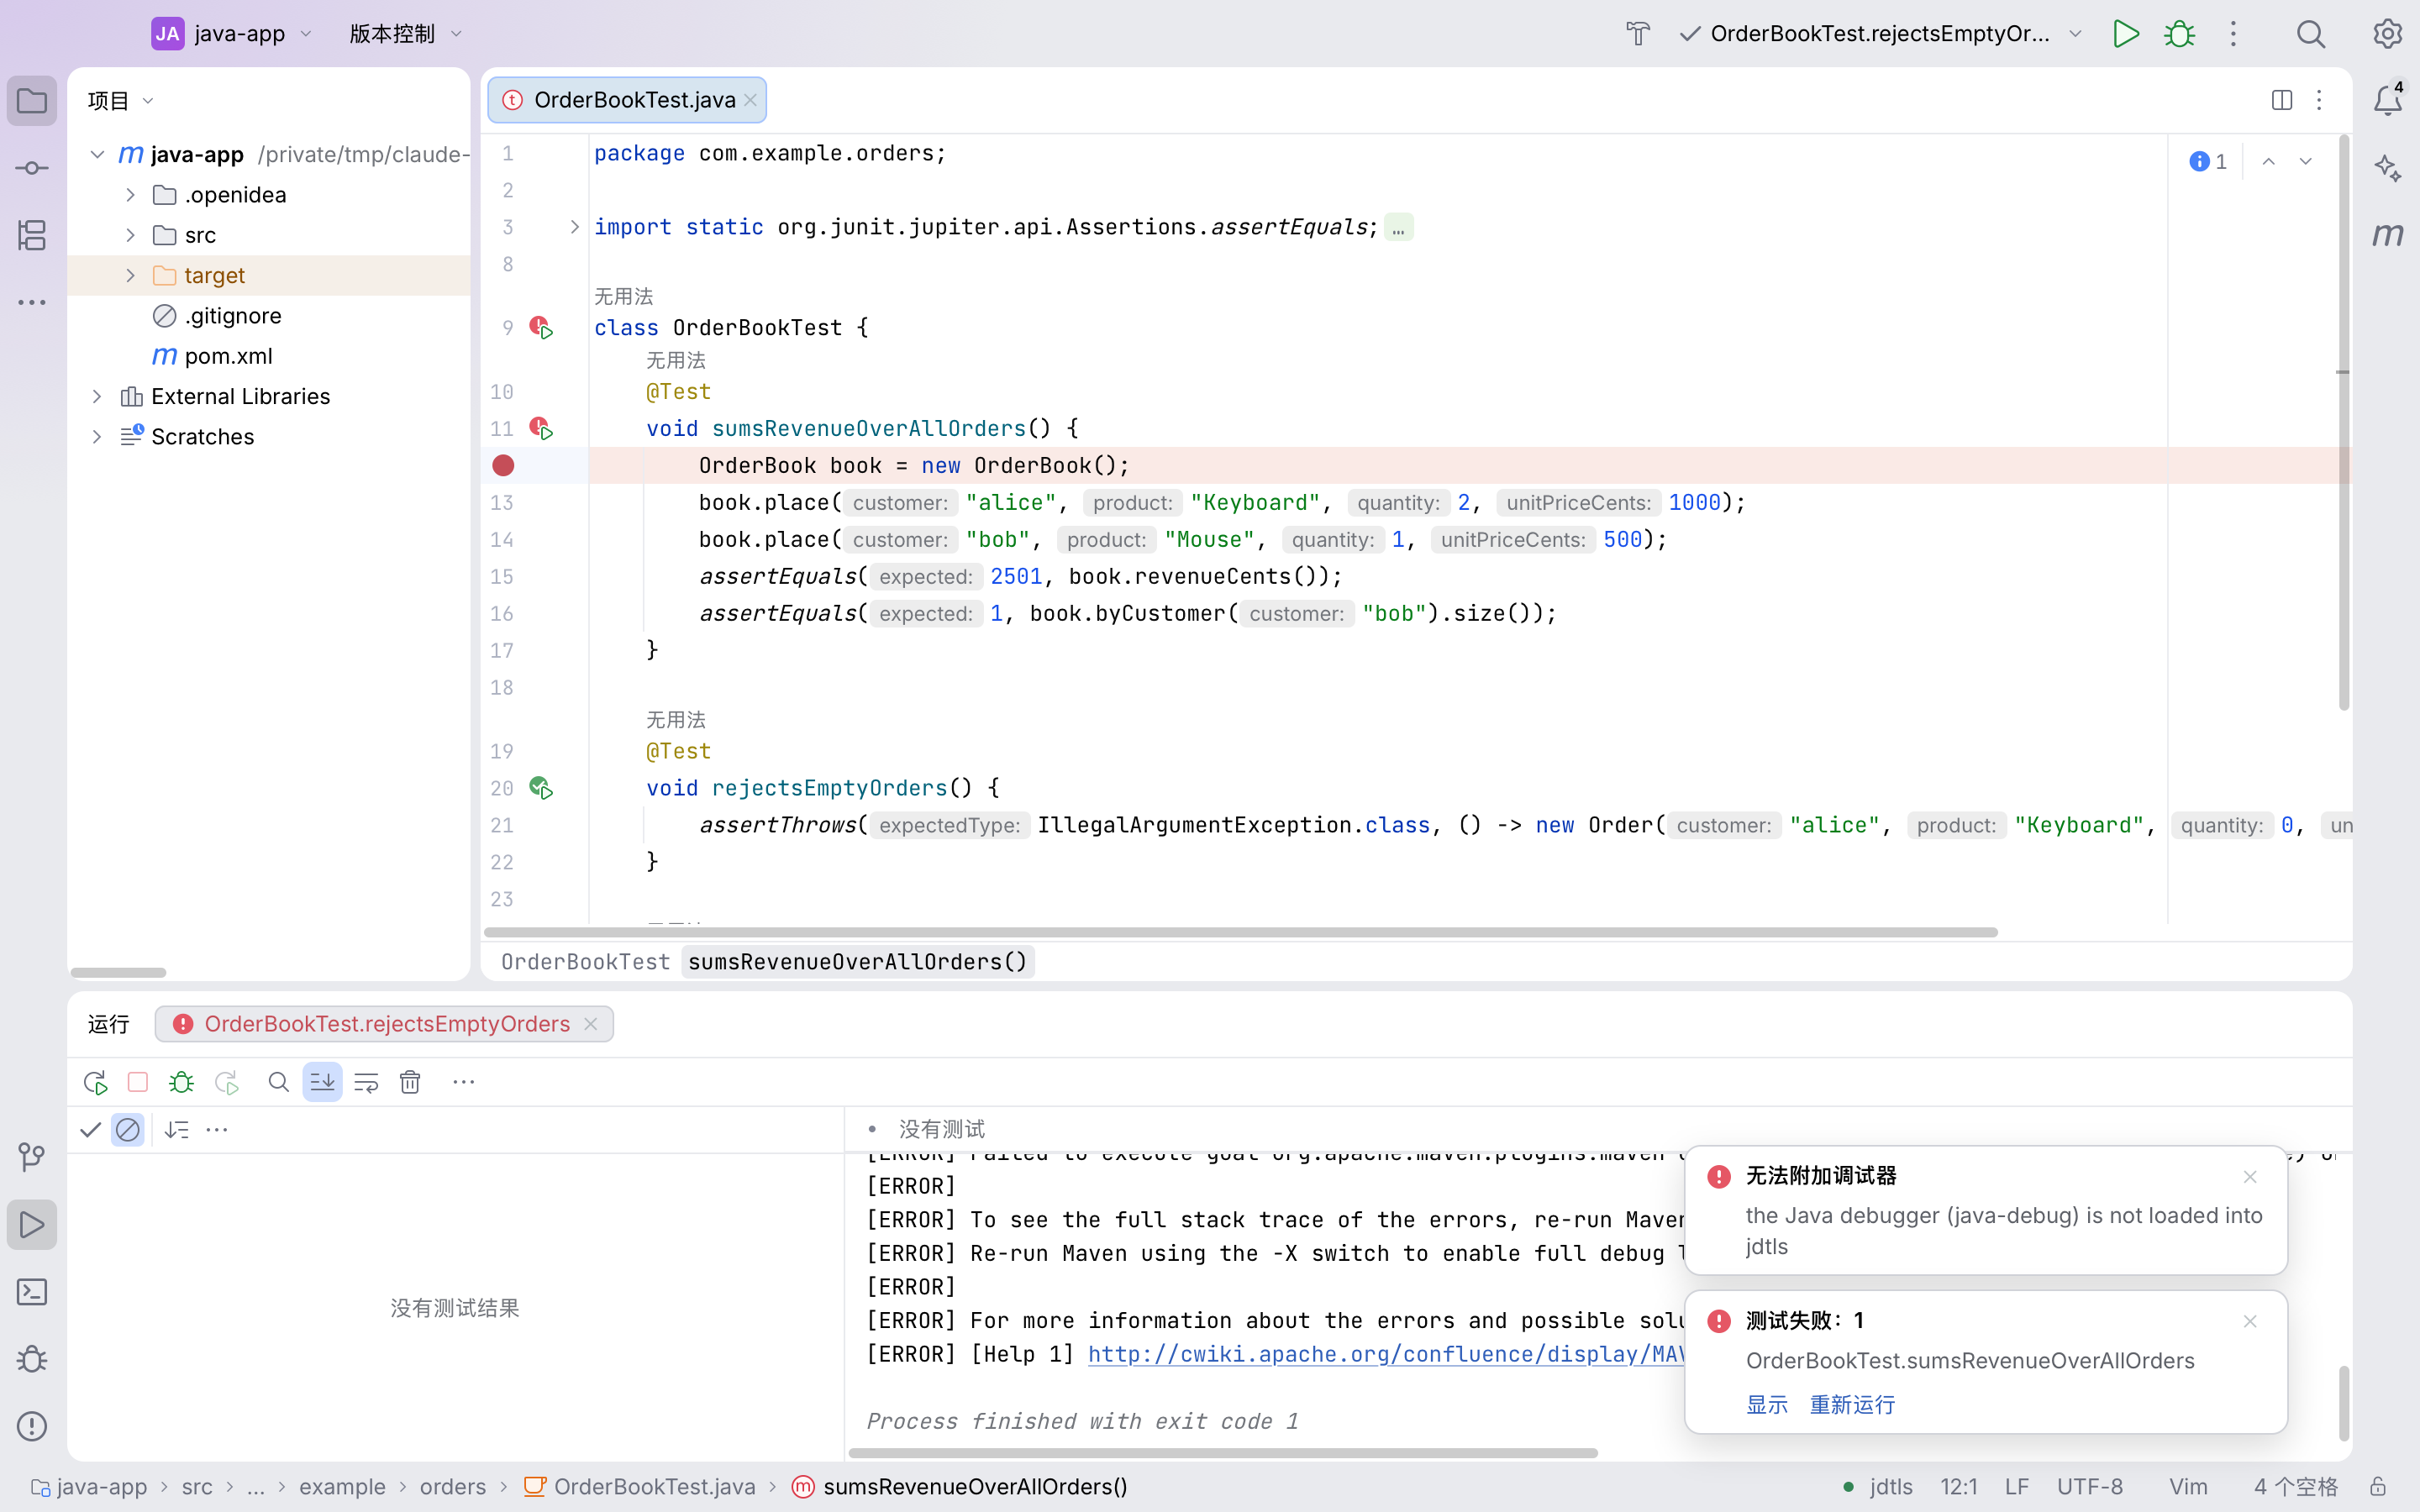 JA java-app 版本控制 OrderBookTest.rejectsEmptyOr...
项目
java-app /private/tmp/claude-
.openidea
src
target
.gitignore
m pom.xml
External Libraries
Scratches
OrderBookTest.java
4
1
1 package com.example.orders;
2
3 import static org.junit.jupiter.api.Assertions.assertEquals; ...
8
无用法
9 class OrderBookTest {
无用法
10 @Test
11 void sumsRevenueOverAllOrders() {
OrderBook book = new OrderBook();
13 book.place( customer: "alice", product: "Keyboard", quantity: 2, unitPriceCents: 1000);
14 book.place( customer: "bob", product: "Mouse", quantity: 1, unitPriceCents: 500);
15 assertEquals( expected: 2501, book.revenueCents());
16 assertEquals( expected: 1, book.byCustomer( customer: "bob").size());
17 }
18
无用法
19 @Test
20 void rejectsEmptyOrders() {
21 assertThrows( expectedType: IllegalArgumentException.class, () -> new Order( customer: "alice", product: "Keyboard", quantity: 0, un
22 }
23
OrderBookTest sumsRevenueOverAllOrders()
运行 OrderBookTest.rejectsEmptyOrders
没有测试
没有测试结果
[ERROR] Failed to execute goal org.apache.maven.plugins:maven
[ERROR]
[ERROR] To see the full stack trace of the errors, re-run Maven
[ERROR] Re-run Maven using the -X switch to enable full debug
[ERROR]
[ERROR] For more information about the errors and possible solu
[ERROR] [Help 1] http://cwiki.apache.org/confluence/display/MAV
Process finished with exit code 1
无法附加调试器
the Java debugger (java-debug) is not loaded into
jdtls
测试失败：1
OrderBookTest.sumsRevenueOverAllOrders
显示 重新运行
java-app > src > ... > example > orders > OrderBookTest.java > m sumsRevenueOverAllOrders()
jdtls 12:1 LF UTF-8 Vim 4 个空格